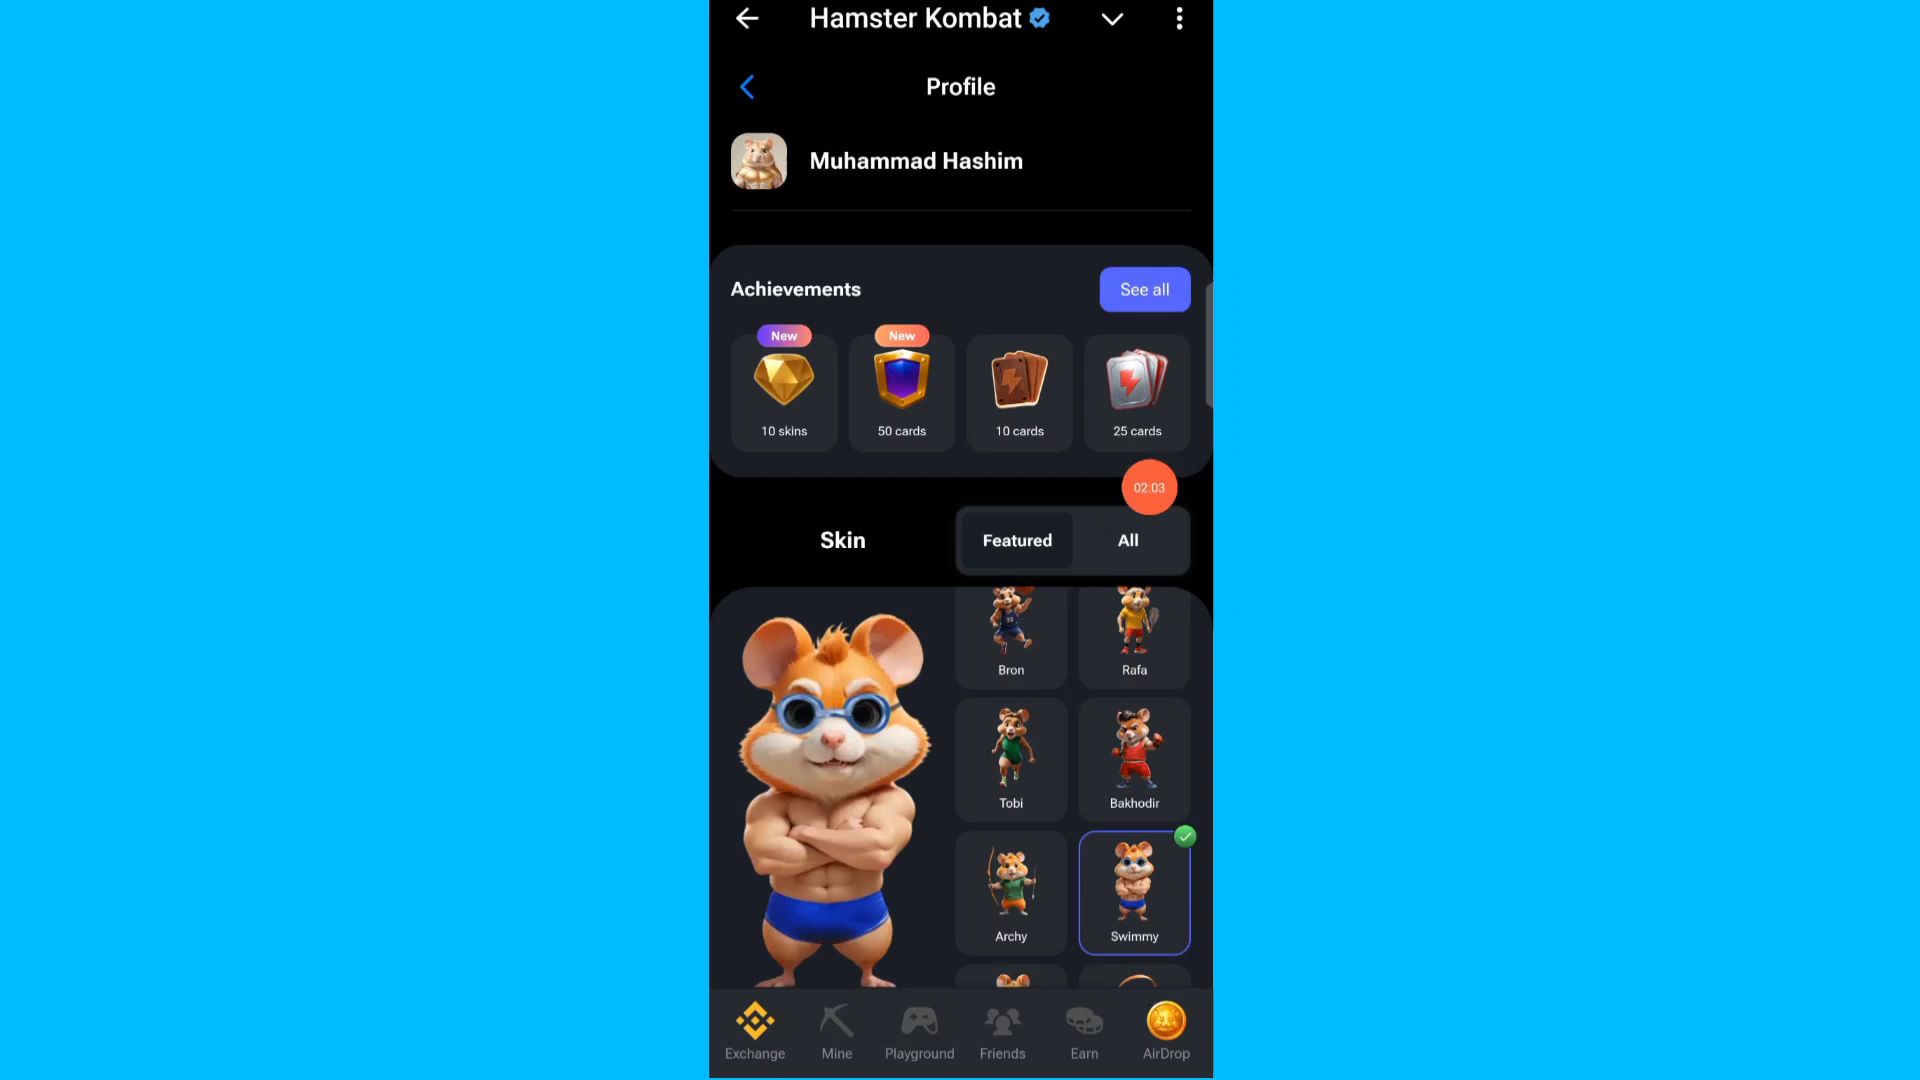 Hamster Kombat
Profile
Muhammad Hashim
Achievements
See all
New
New
10 skins
50 cards
10 cards
25 cards
02:03
Skin
Featured
All
Bron
Rafa
Tobi
Bakhodir
Archy
Swimmy
Exchange
Mine
Playground
Friends
Earn
AirDrop